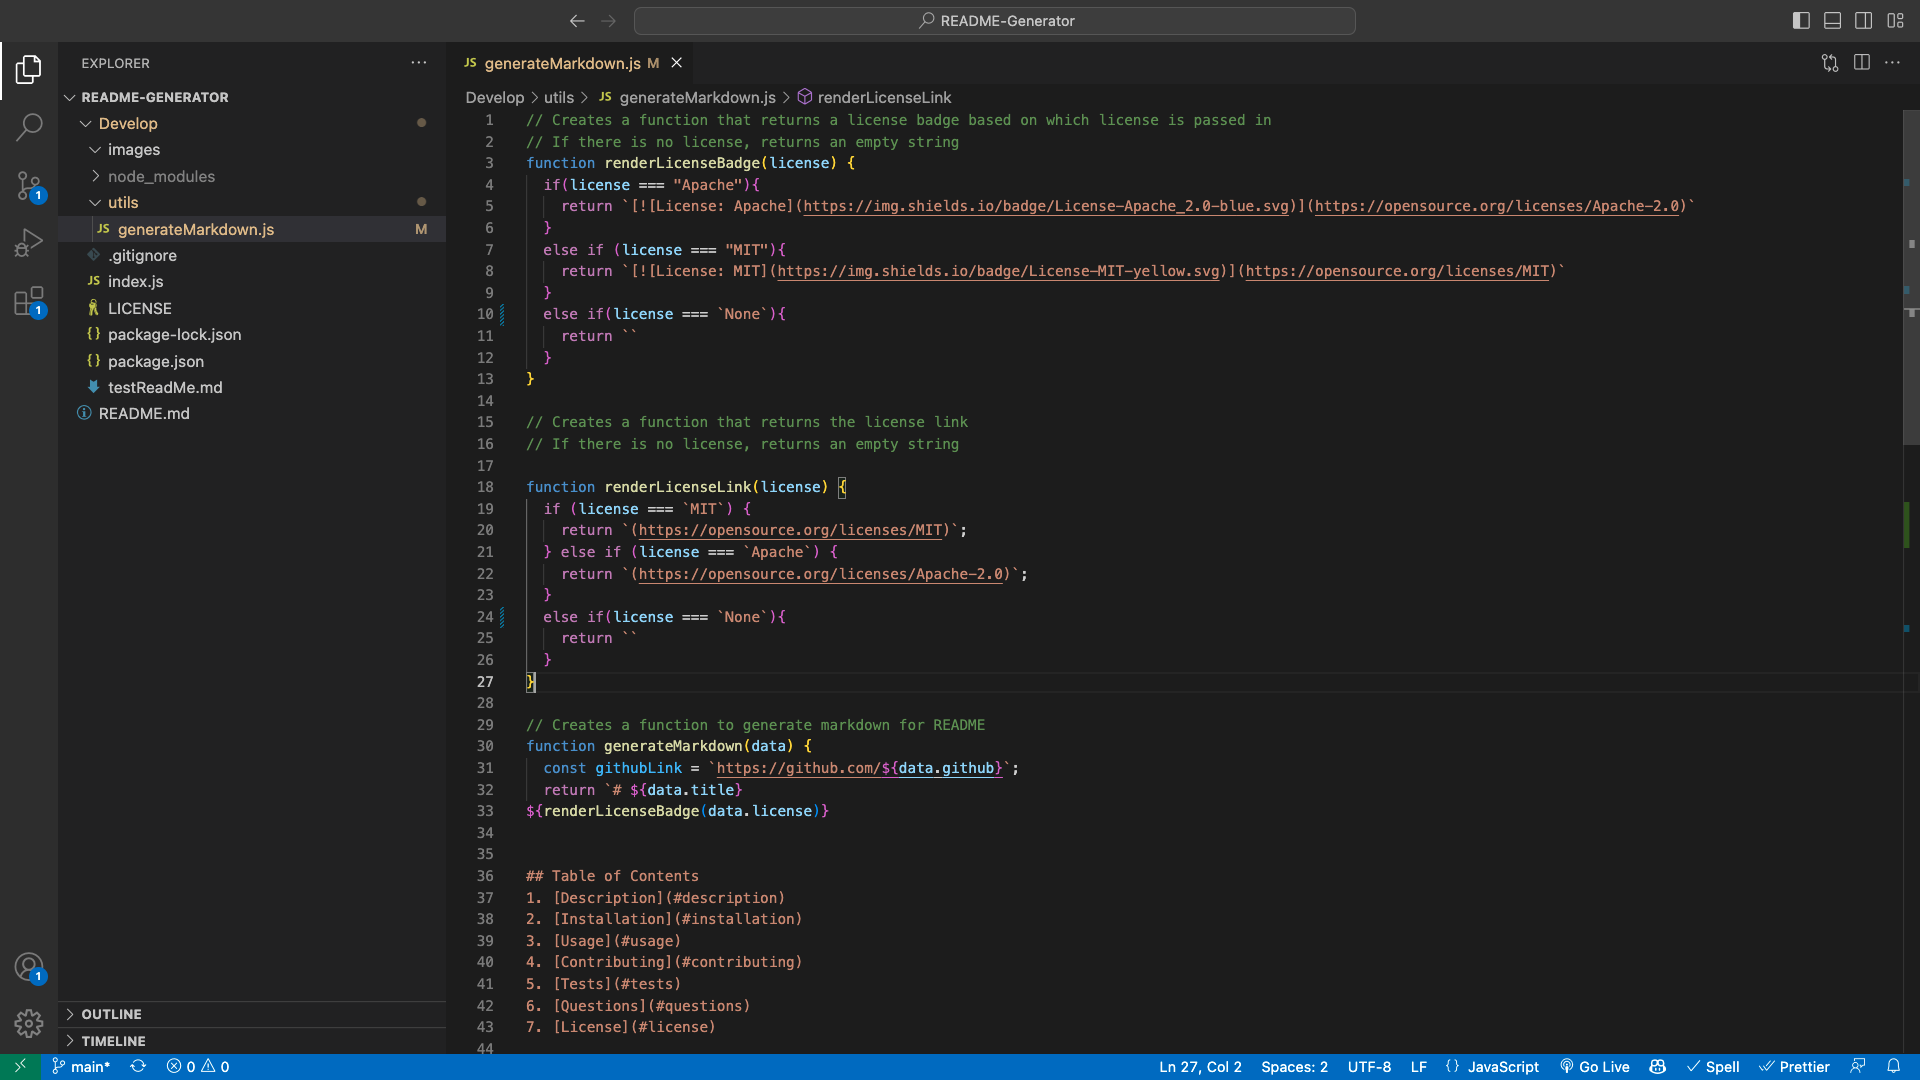 README-Generator
EXPLORER
README-GENERATOR
Develop
images
node_modules
utils
JS generateMarkdown.js M
.gitignore
JS index.js
LICENSE
{} package-lock.json
{} package.json
testReadMe.md
README.md
OUTLINE
TIMELINE
1
1
1
JS generateMarkdown.js M
Develop > utils > JS generateMarkdown.js > renderLicenseLink
1 // Creates a function that returns a license badge based on which license is passed in
2 // If there is no license, returns an empty string
3 function renderLicenseBadge(license) {
4 if(license === "Apache"){
5 return `[![License: Apache](https://img.shields.io/badge/License-Apache_2.0-blue.svg)](https://opensource.org/licenses/Apache-2.0)`
6 }
7 else if (license === "MIT"){
8 return `[![License: MIT](https://img.shields.io/badge/License-MIT-yellow.svg)](https://opensource.org/licenses/MIT)`
9 }
10 else if(license === `None`){
11 return ``
12 }
13 }
14
15 // Creates a function that returns the license link
16 // If there is no license, returns an empty string
17
18 function renderLicenseLink(license) {
19 if (license === `MIT`) {
20 return `(https://opensource.org/licenses/MIT)`;
21 } else if (license === `Apache`) {
22 return `(https://opensource.org/licenses/Apache-2.0)`;
23 }
24 else if(license === `None`){
25 return ``
26 }
27 }
28
29 // Creates a function to generate markdown for README
30 function generateMarkdown(data) {
31 const githubLink = `https://github.com/${data.github}`;
32 return `# ${data.title}
33 ${renderLicenseBadge(data.license)}
34
35
36 ## Table of Contents
37 1. [Description](#description)
38 2. [Installation](#installation)
39 3. [Usage](#usage)
40 4. [Contributing](#contributing)
41 5. [Tests](#tests)
42 6. [Questions](#questions)
43 7. [License](#license)
44
main* 0 0 Ln 27, Col 2 Spaces: 2 UTF-8 LF {} JavaScript Go Live Spell Prettier